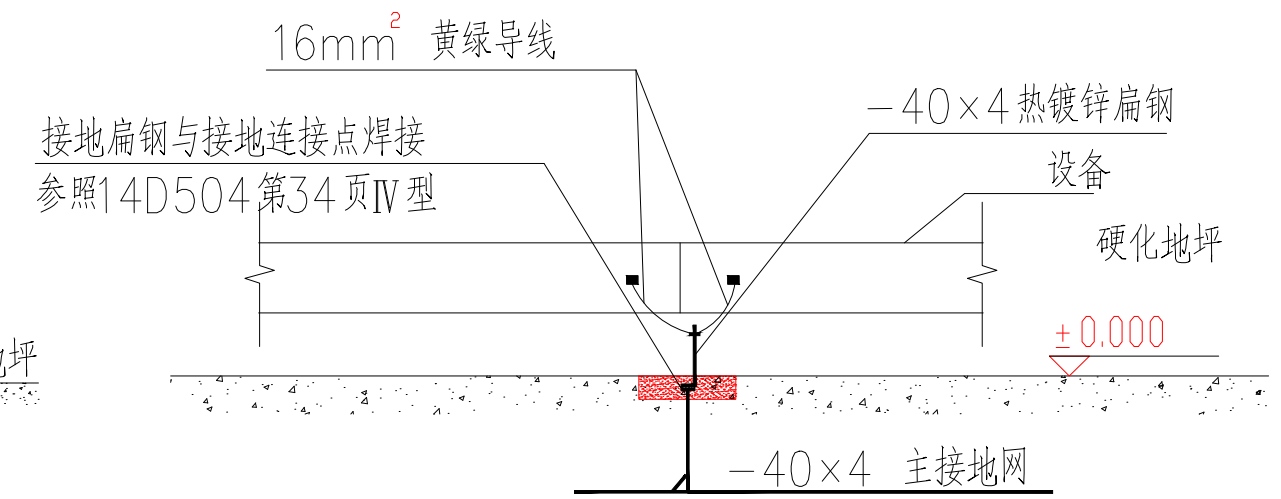 16mm² 黄绿导线
-40×4热镀锌扁钢
接地扁钢与接地连接点焊接
参照14D504第34页Ⅳ型
设备
硬化地坪
±0.000
坪
-40×4 主接地网